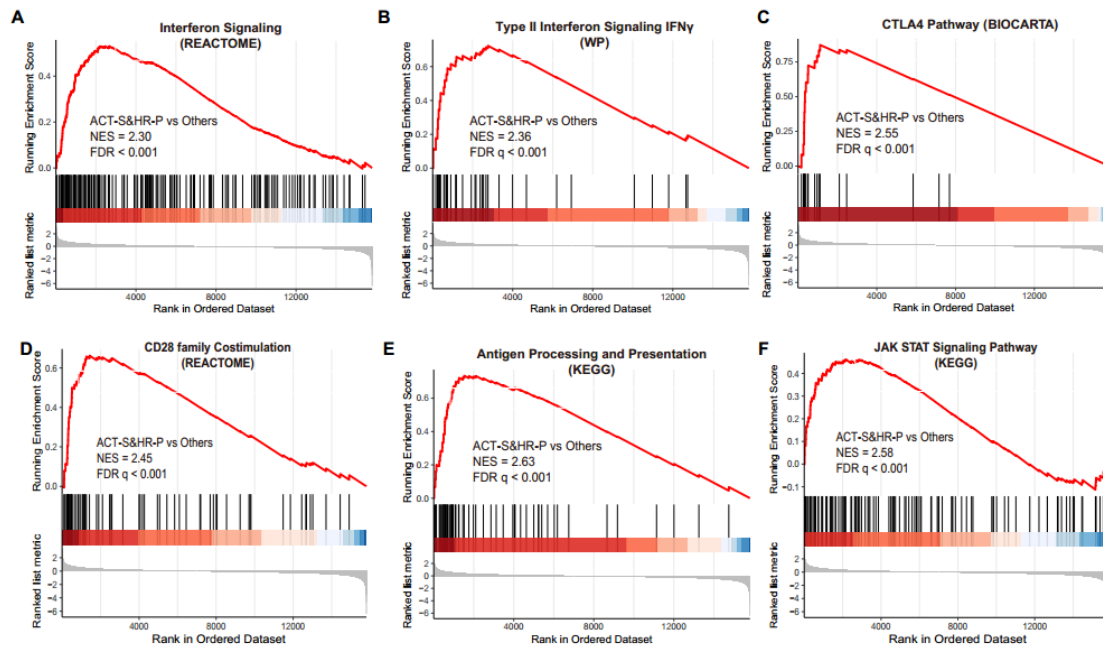 A
Interferon Signaling
(REACTOME)
Running Enrichment Score
0.4
0.2
0.0
ACT-S&HR-P vs Others
NES = 2.30
FDR < 0.001
Ranked list metric
2
0
−2
−4
−6
4000
8000
12000
Rank in Ordered Dataset
B
Type II Interferon Signaling IFNγ
(WP)
Running Enrichment Score
0.6
0.4
0.2
0.0
ACT-S&HR-P vs Others
NES = 2.36
FDR q < 0.001
Ranked list metric
2
0
−2
−4
−6
4000
8000
12000
Rank in Ordered Dataset
C
CTLA4 Pathway (BIOCARTA)
Running Enrichment Score
0.75
0.50
0.25
0.00
ACT-S&HR-P vs Others
NES = 2.55
FDR q < 0.001
Ranked list metric
2
0
−2
−4
−6
4000
8000
12000
Rank in Ordered Dataset
D
CD28 family Costimulation
(REACTOME)
Running Enrichment Score
0.6
0.4
0.2
0.0
ACT-S&HR-P vs Others
NES = 2.45
FDR q < 0.001
Ranked list metric
2
0
−2
−4
−6
4000
8000
12000
Rank in Ordered Dataset
E
Antigen Processing and Presentation
(KEGG)
Running Enrichment Score
0.6
0.4
0.2
0.0
ACT-S&HR-P vs Others
NES = 2.63
FDR q < 0.001
Ranked list metric
2
0
−2
−4
−6
4000
8000
12000
Rank in Ordered Dataset
F
JAK STAT Signaling Pathway
(KEGG)
Running Enrichment Score
0.4
0.3
0.2
0.1
−0.0
−0.1
ACT-S&HR-P vs Others
NES = 2.58
FDR q < 0.001
Ranked list metric
2
0
−2
−4
−6
4000
8000
12000
Rank in Ordered Dataset